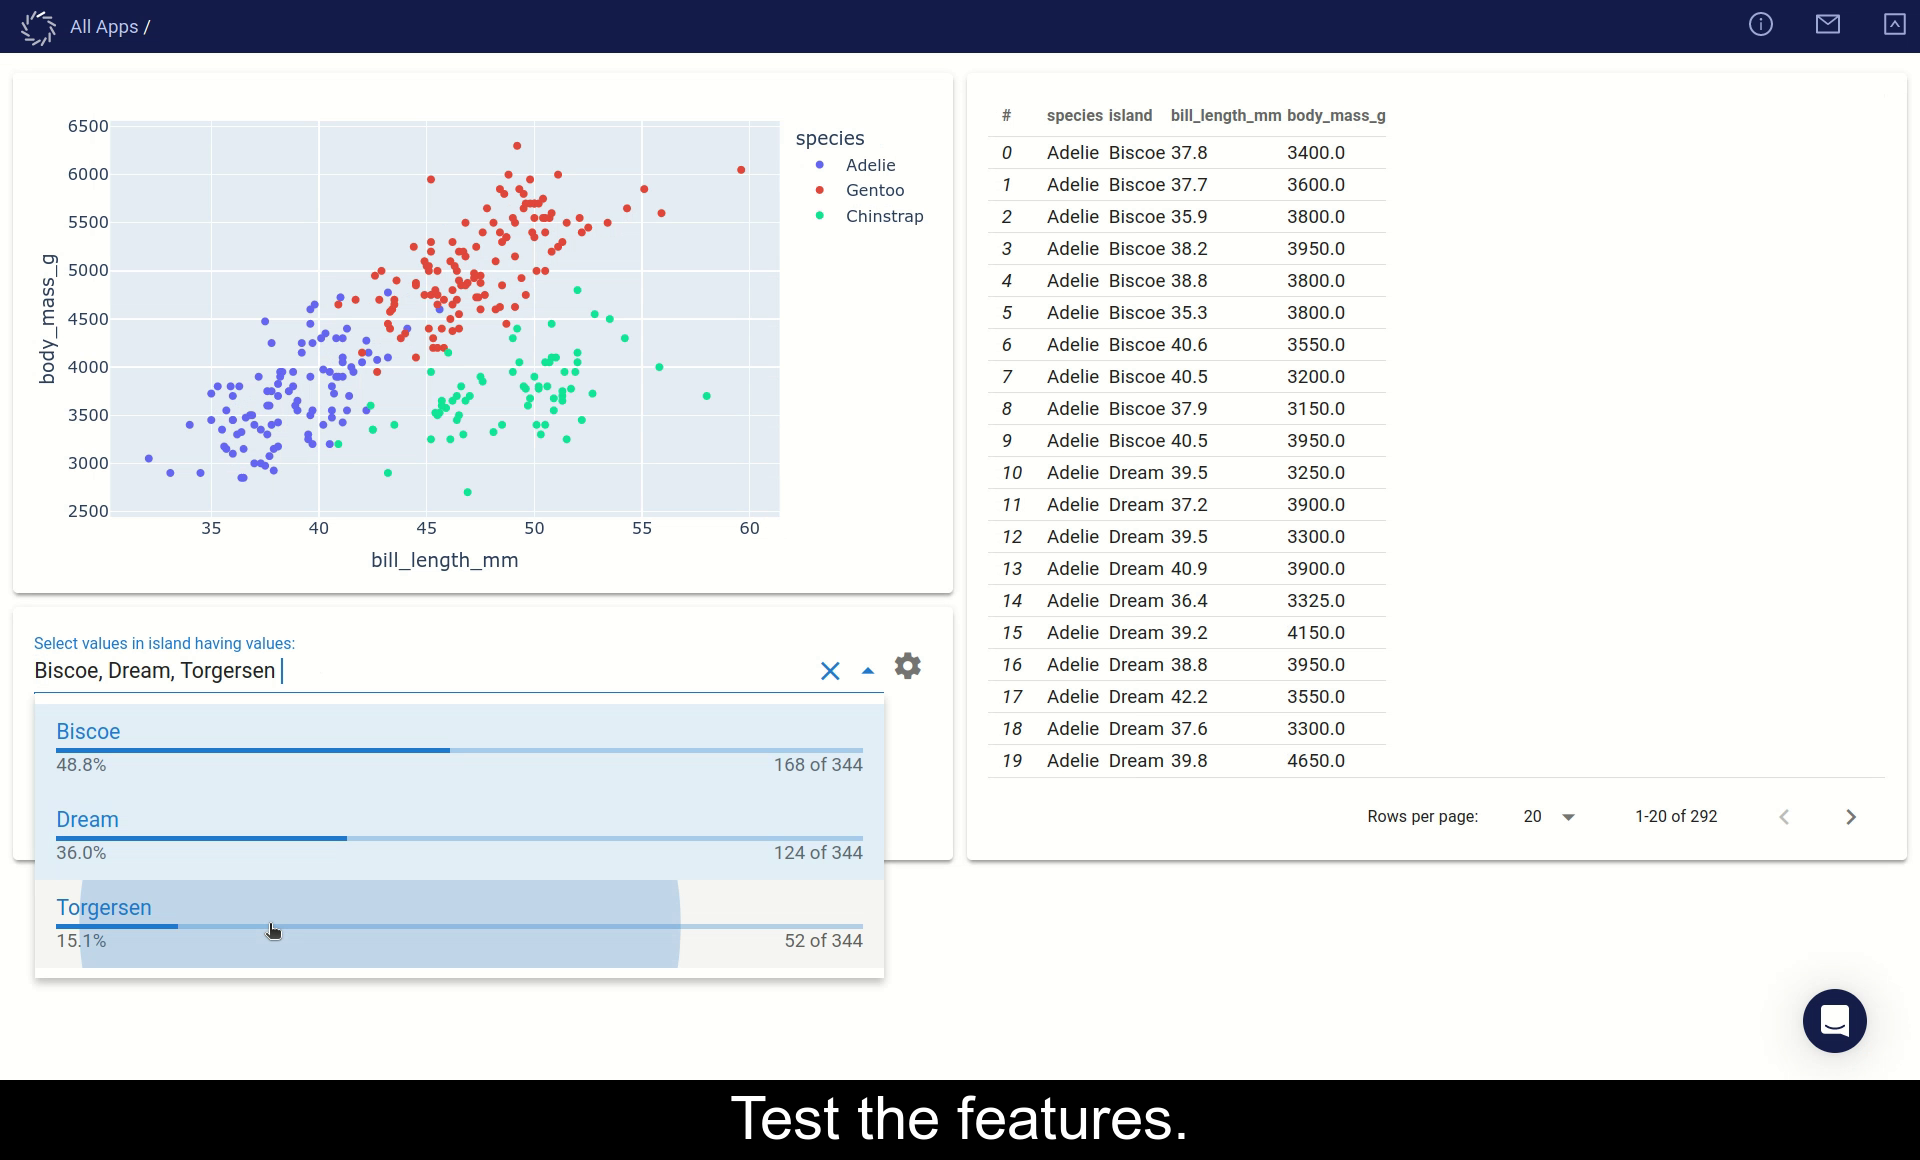 All Apps /
6500
6000
5500
5000
4500
4000
3500
3000
2500
body_mass_g
35 40 45 50 55 60
bill_length_mm
species
Adelie
Gentoo
Chinstrap
Select values in island having values:
Biscoe, Dream, Torgersen
Biscoe
48.8% 168 of 344
Dream
36.0% 124 of 344
Torgersen
15.1% 52 of 344
# species island bill_length_mm body_mass_g
0 Adelie Biscoe 37.8 3400.0
1 Adelie Biscoe 37.7 3600.0
2 Adelie Biscoe 35.9 3800.0
3 Adelie Biscoe 38.2 3950.0
4 Adelie Biscoe 38.8 3800.0
5 Adelie Biscoe 35.3 3800.0
6 Adelie Biscoe 40.6 3550.0
7 Adelie Biscoe 40.5 3200.0
8 Adelie Biscoe 37.9 3150.0
9 Adelie Biscoe 40.5 3950.0
10 Adelie Dream 39.5 3250.0
11 Adelie Dream 37.2 3900.0
12 Adelie Dream 39.5 3300.0
13 Adelie Dream 40.9 3900.0
14 Adelie Dream 36.4 3325.0
15 Adelie Dream 39.2 4150.0
16 Adelie Dream 38.8 3950.0
17 Adelie Dream 42.2 3550.0
18 Adelie Dream 37.6 3300.0
19 Adelie Dream 39.8 4650.0
Rows per page: 20 1-20 of 292
Test the features.